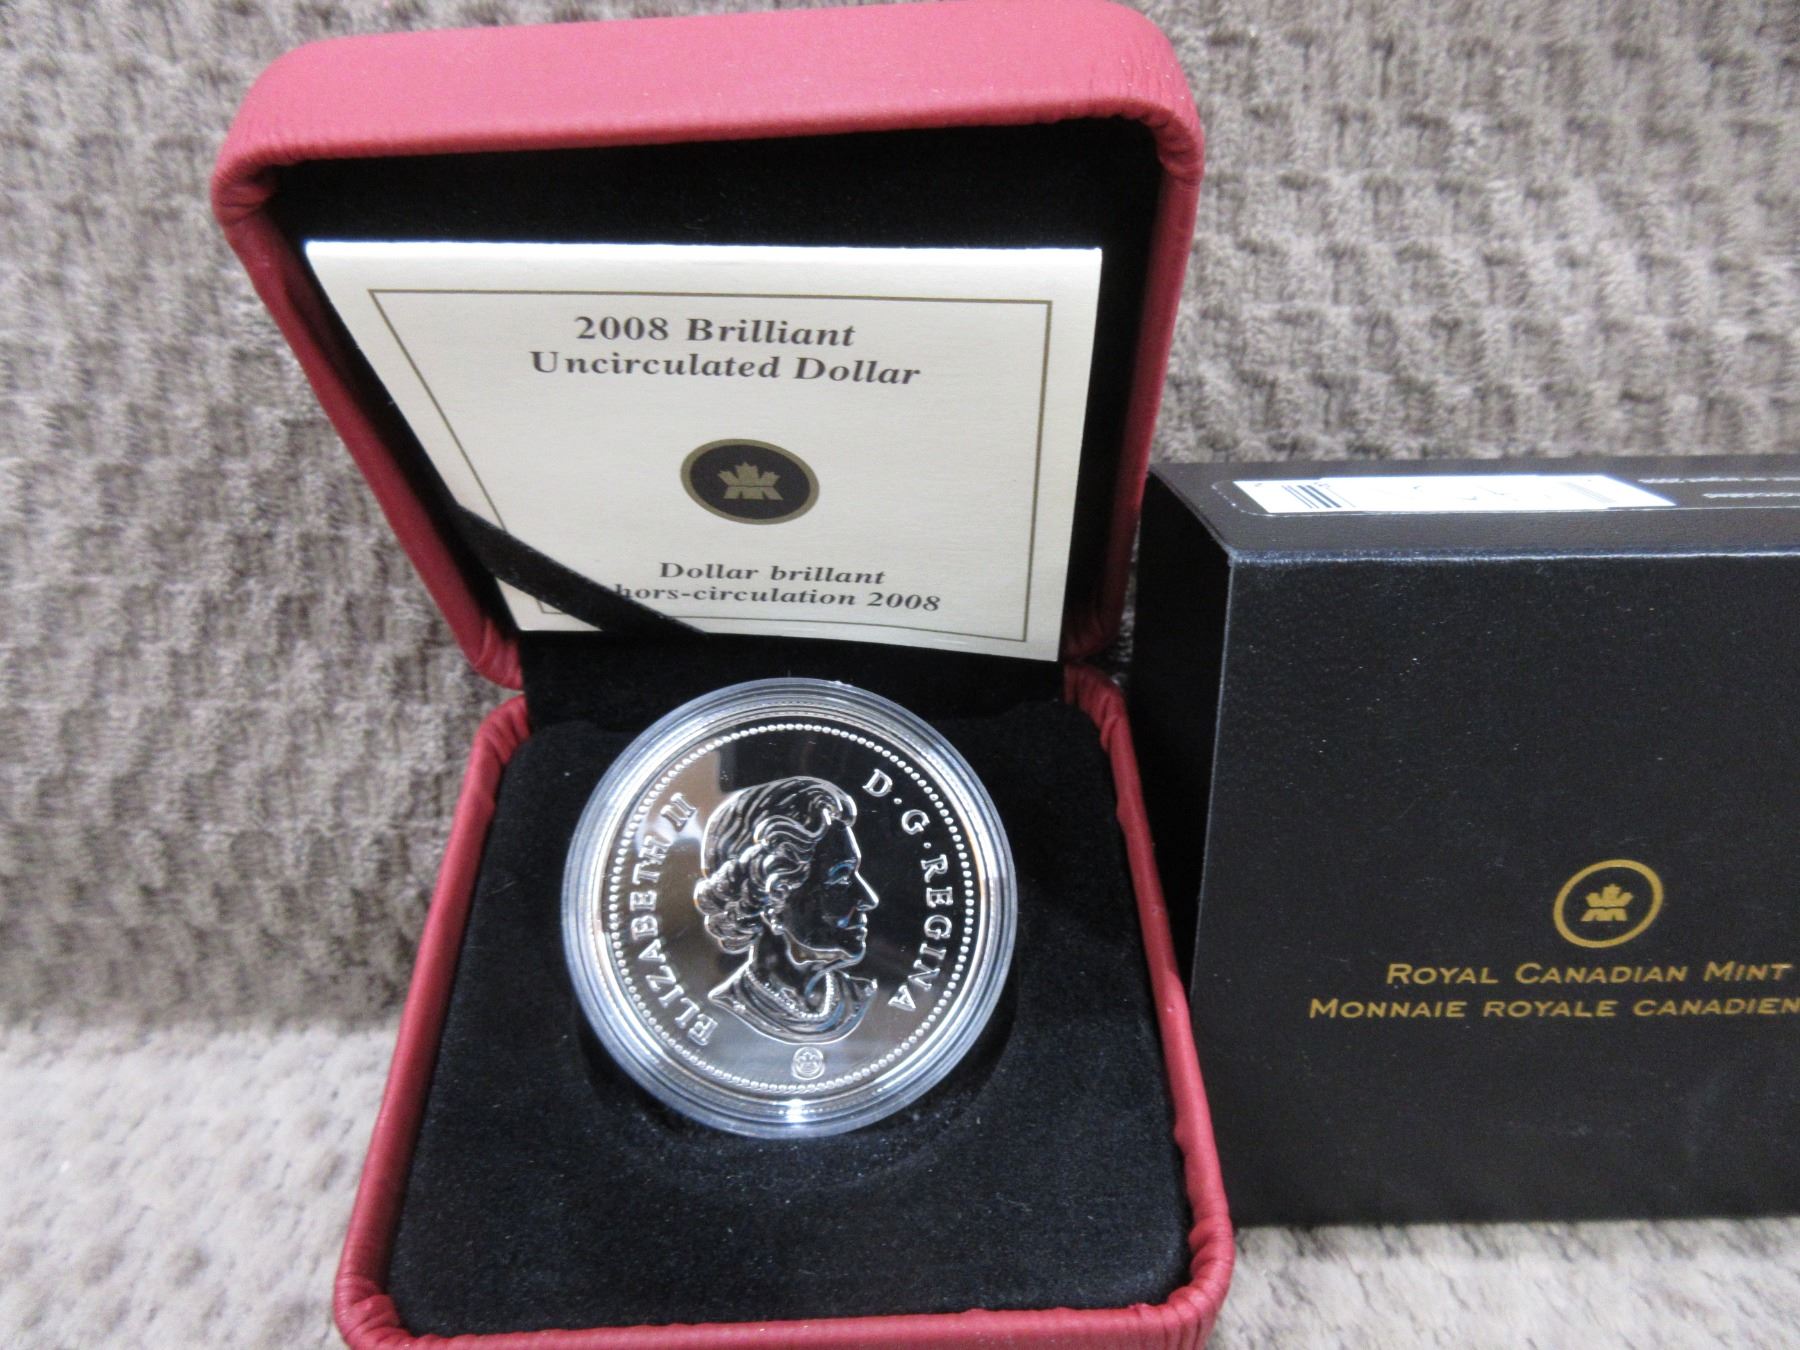 2008 Brilliant
Uncirculated Dollar
Dollar brillant
hors-circulation 2008
ELIZABETH II D·G·REGINA
ROYAL CANADIAN MINT
MONNAIE ROYALE CANADIEN